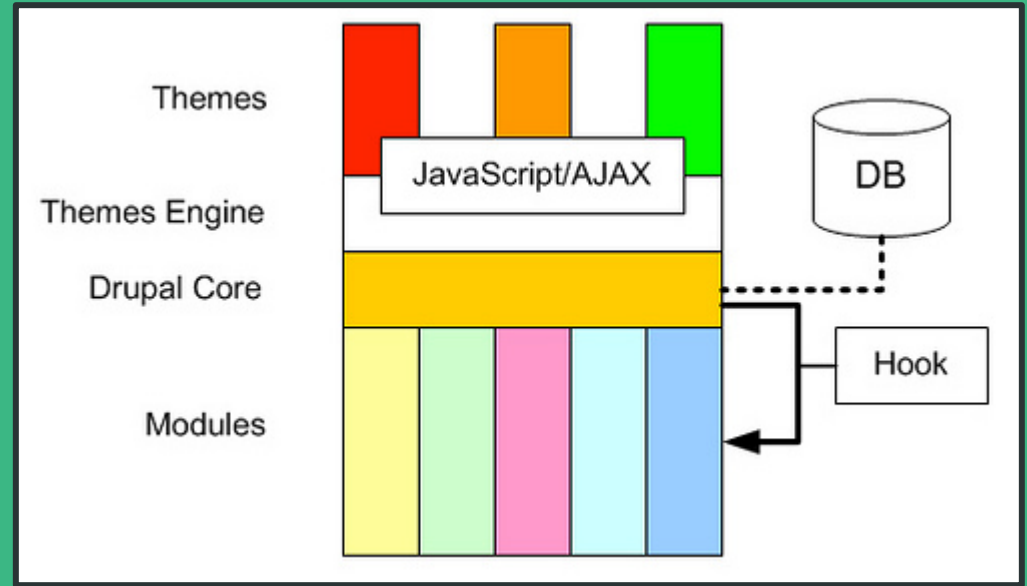 Themes
JavaScript/AJAX
DB
Themes Engine
Drupal Core
Hook
Modules